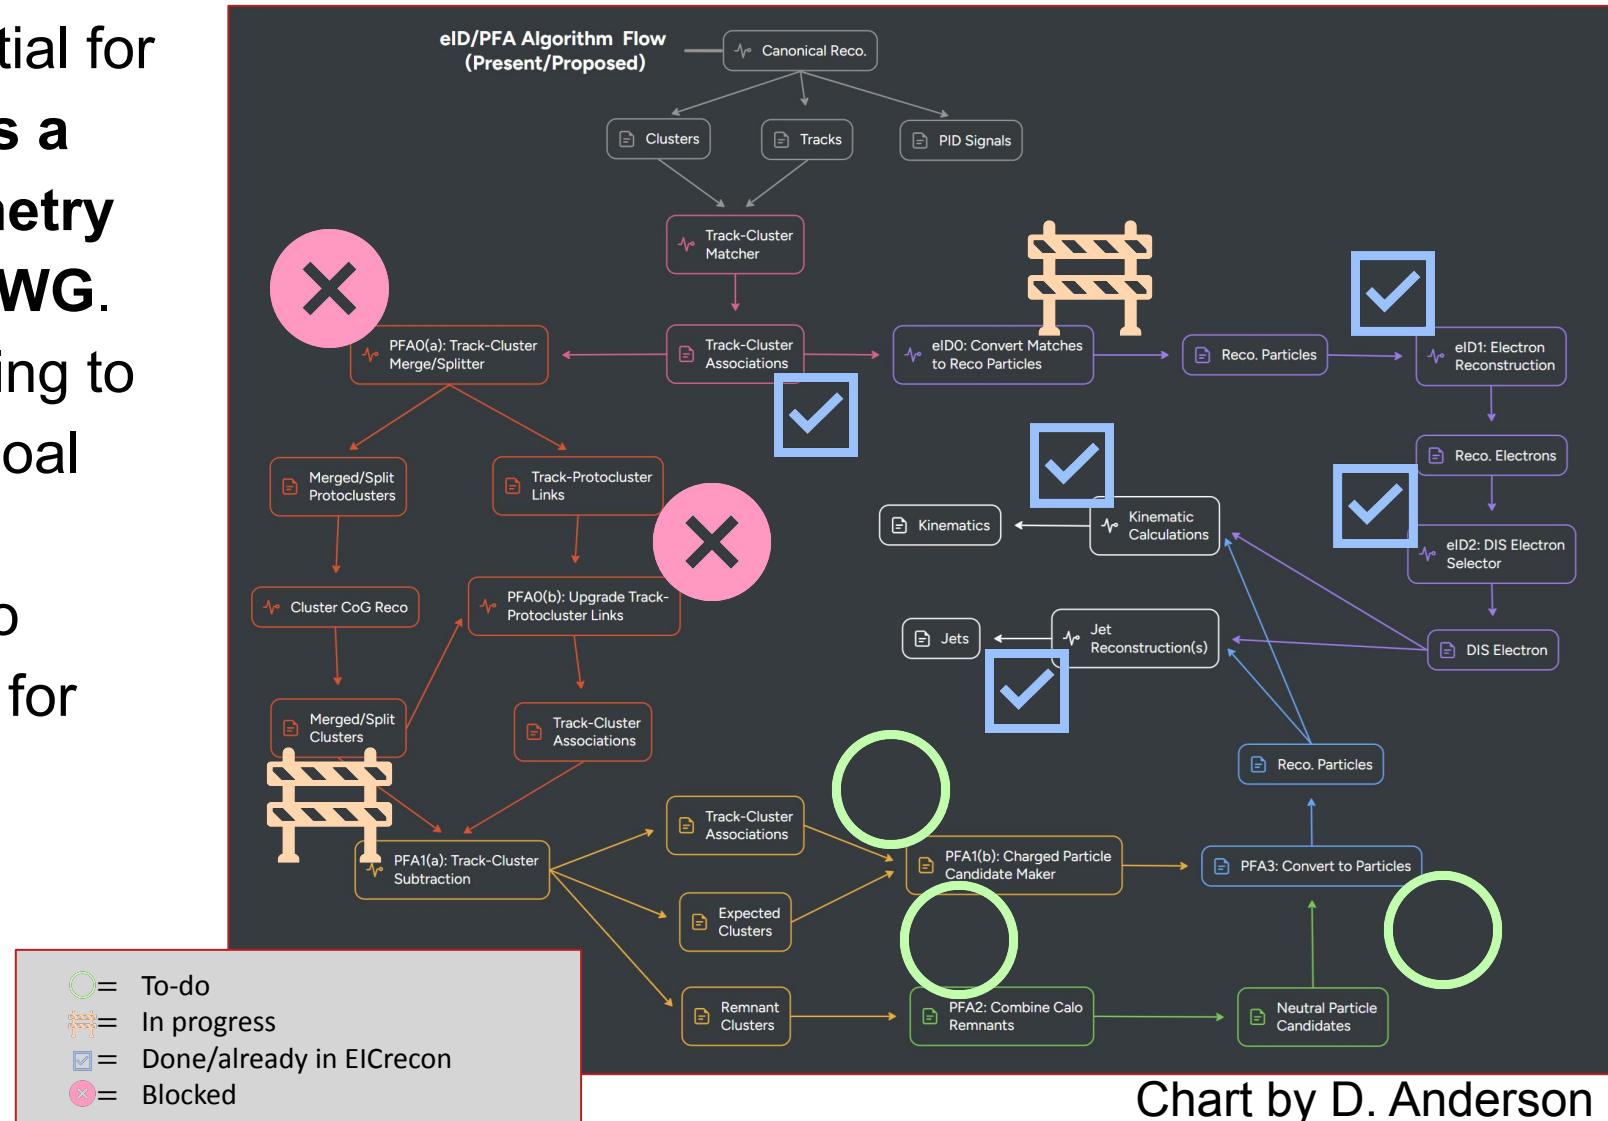 tial for
s a
netry
WG.
ing to
oal
o
for
eID/PFA Algorithm Flow
(Present/Proposed)
Canonical Reco.
Clusters
Tracks
PID Signals
Track-Cluster
Matcher
PFA0(a): Track-Cluster
Merge/Splitter
Track-Cluster
Associations
eID0: Convert Matches
to Reco Particles
Reco. Particles
eID1: Electron
Reconstruction
Merged/Split
Protoclusters
Track-Protocluster
Links
Reco. Electrons
Kinematics
Kinematic
Calculations
eID2: DIS Electron
Selector
Cluster CoG Reco
PFA0(b): Upgrade Track-
Protocluster Links
Jets
Jet
Reconstruction(s)
DIS Electron
Merged/Split
Clusters
Track-Cluster
Associations
Reco. Particles
Track-Cluster
Associations
PFA1(a): Track-Cluster
Subtraction
PFA1(b): Charged Particle
Candidate Maker
PFA3: Convert to Particles
Expected
Clusters
Remnant
Clusters
PFA2: Combine Calo
Remnants
Neutral Particle
Candidates
= To-do
= In progress
= Done/already in EICrecon
= Blocked
Chart by D. Anderson